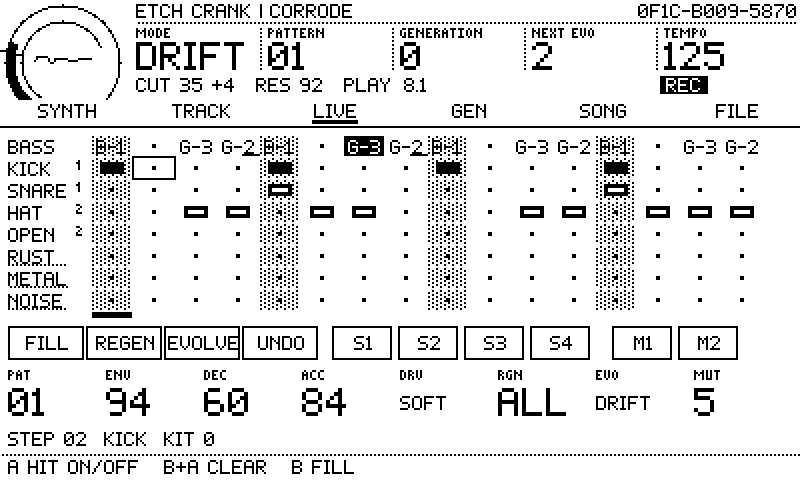 ETCH CRANK | CORRODE 0F1C-B009-5870
MODE PATTERN GENERATION NEXT EVO TEMPO
DRIFT 01 0 2 125
CUT 35 +4 RES 92 PLAY 8.1 REC
SYNTH TRACK LIVE GEN SONG FILE
BASS G-3 G-2 G-3 G-2 G-3 G-2 G-3 G-2
KICK 1
SNARE 1
HAT 2
OPEN 2
RUST
METAL
NOISE
FILL REGEN EVOLVE UNDO S1 S2 S3 S4 M1 M2
PAT ENV DEC ACC DRV RGN EVO MUT
01 94 60 84 SOFT ALL DRIFT 5
STEP 02 KICK KIT 0
A HIT ON/OFF B+A CLEAR B FILL